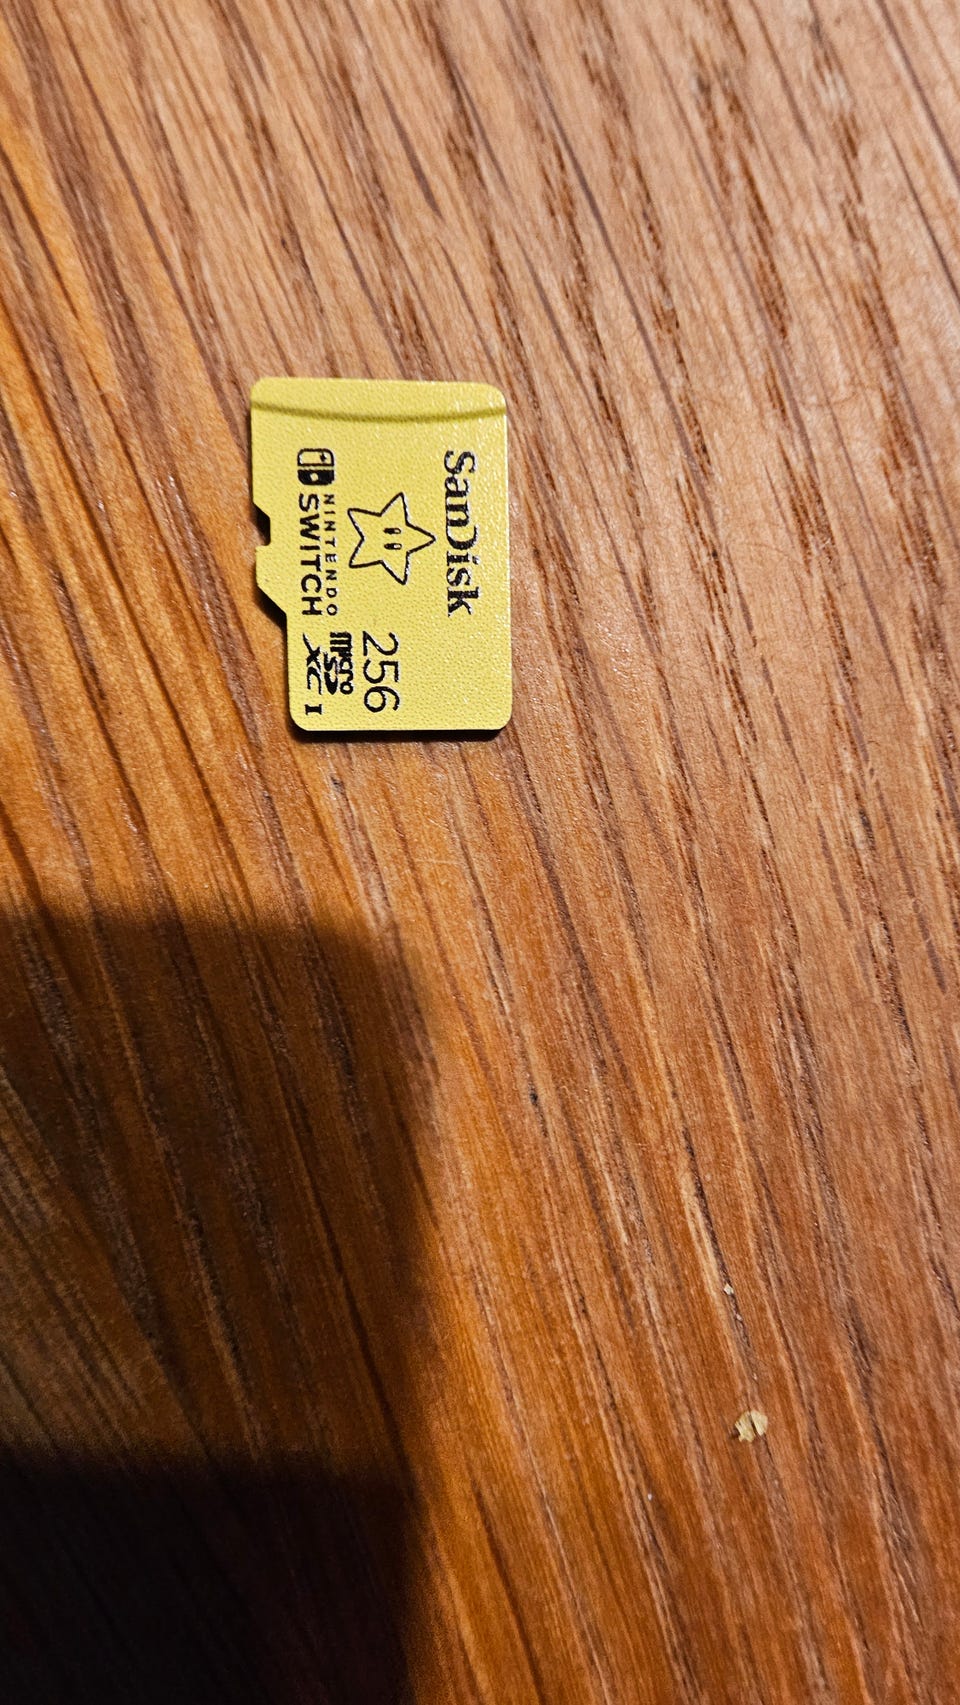 SanDisk
256
NINTENDO
SWITCH
micro
SD
XC I